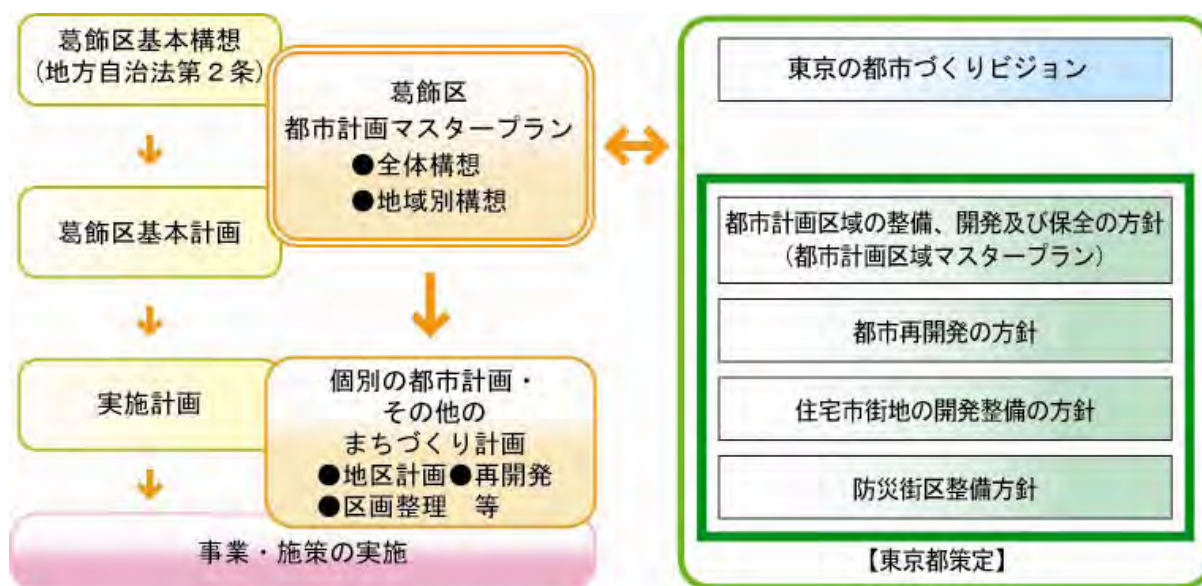 葛飾区基本構想
(地方自治法第2条)
葛飾区基本計画
実施計画
事業・施策の実施
葛飾区
都市計画マスタープラン
●全体構想
●地域別構想
個別の都市計画・
その他の
まちづくり計画
●地区計画●再開発
●区画整理 等
東京の都市づくりビジョン
都市計画区域の整備、開発及び保全の方針
(都市計画区域マスタープラン)
都市再開発の方針
住宅市街地の開発整備の方針
防災街区整備方針
【東京都策定】